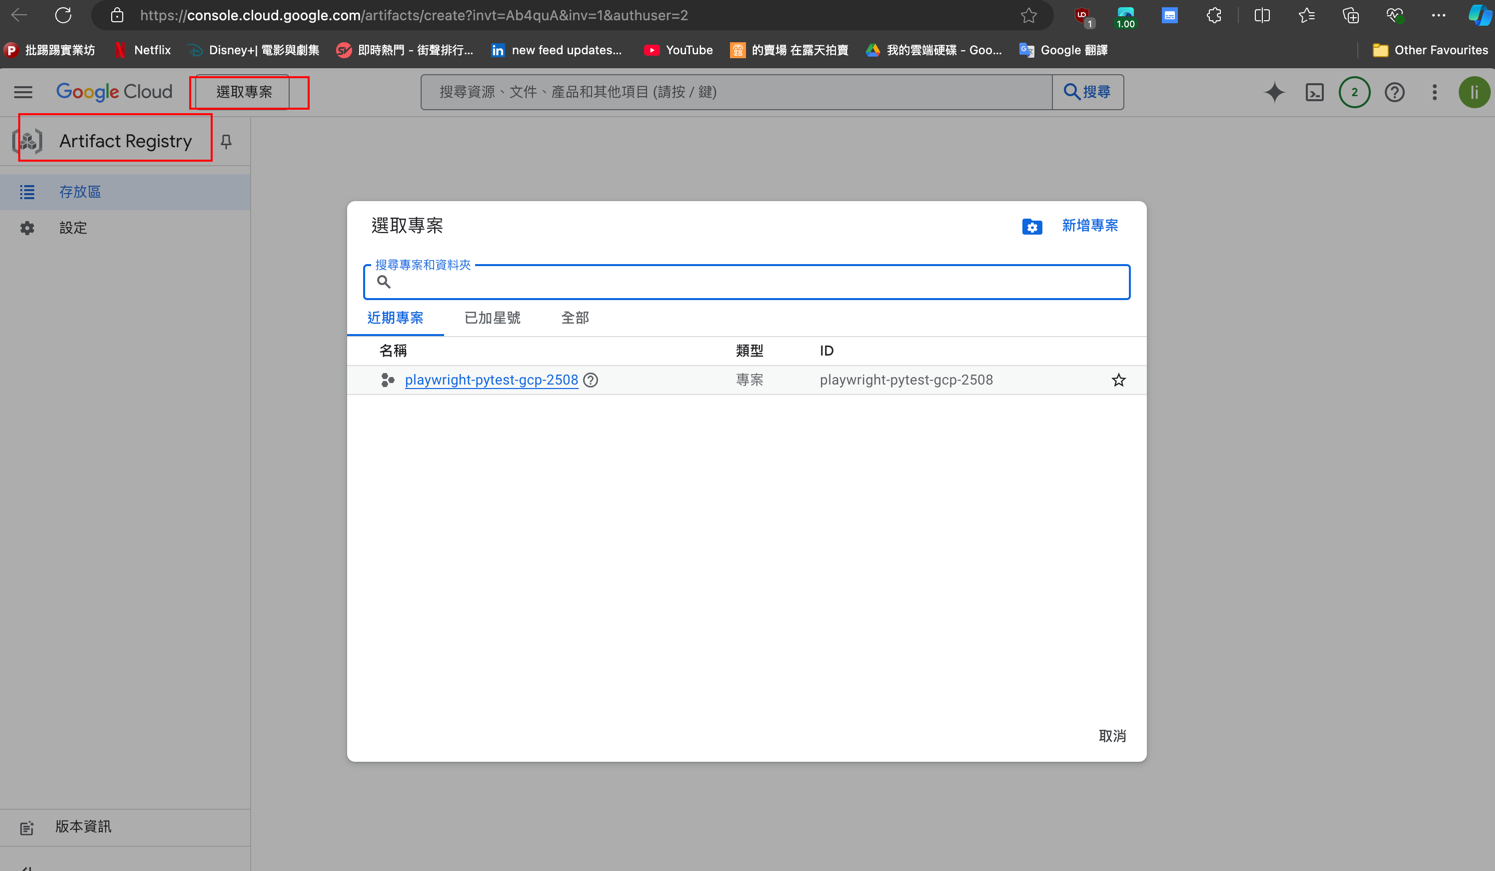 https://console.cloud.google.com/artifacts/create?invt=Ab4quA&inv=1&authuser=2
1
1.00
批踢踢實業坊
Netflix
Disney+| 電影與劇集
即時熱門 – 街聲排行...
new feed updates...
YouTube
的賣場 在露天拍賣
我的雲端硬碟 - Goo...
Google 翻譯
Other Favourites
Google Cloud
選取專案
搜尋資源、文件、產品和其他項目 (請按 / 鍵)
搜尋
2
li
Artifact Registry
存放區
設定
選取專案
新增專案
搜尋專案和資料夾
近期專案 已加星號 全部
名稱 類型 ID
playwright-pytest-gcp-2508 專案 playwright-pytest-gcp-2508
取消
版本資訊